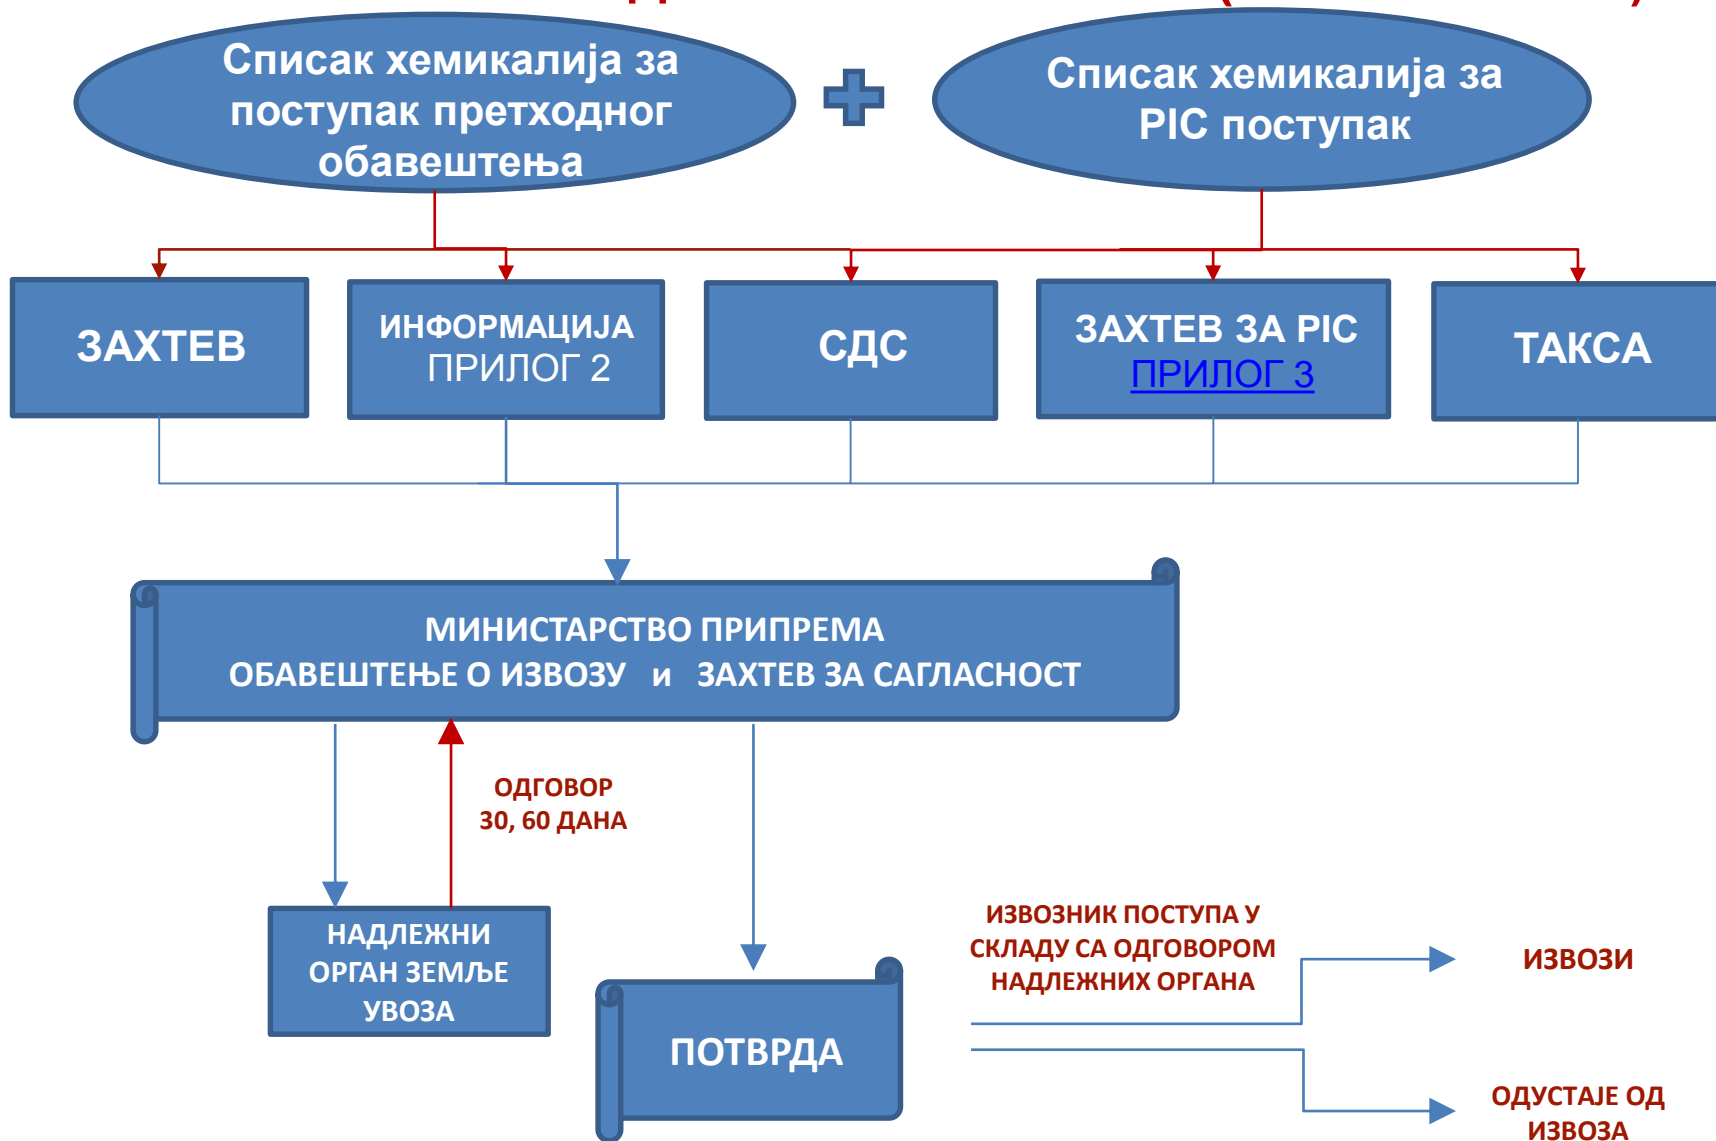 Списак хемикалија за
поступак претходног
обавештења
Списак хемикалија за
PIC поступак
ЗАХТЕВ
ИНФОРМАЦИЈА
ПРИЛОГ 2
СДС
ЗАХТЕВ ЗА PIC
ПРИЛОГ 3
ТАКСА
МИНИСТАРСТВО ПРИПРЕМА
ОБАВЕШТЕЊЕ О ИЗВОЗУ и ЗАХТЕВ ЗА САГЛАСНОСТ
ОДГОВОР
30, 60 ДАНА
НАДЛЕЖНИ
ОРГАН ЗЕМЉЕ
УВОЗА
ПОТВРДА
ИЗВОЗНИК ПОСТУПА У
СКЛАДУ СА ОДГОВОРОМ
НАДЛЕЖНИХ ОРГАНА
ИЗВОЗИ
ОДУСТАЈЕ ОД
ИЗВОЗА